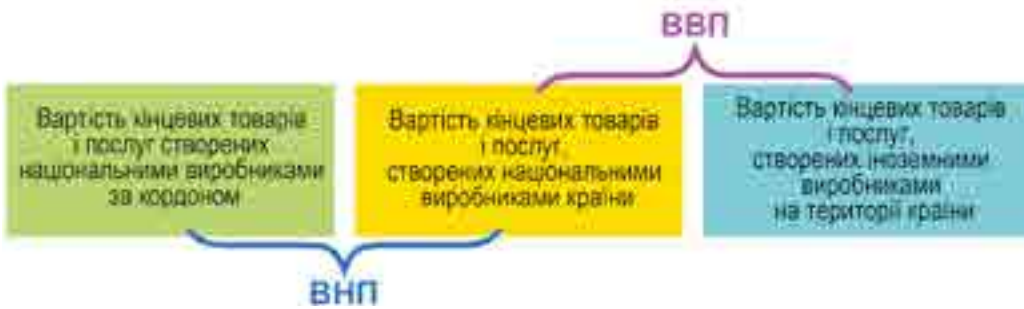 ВВП
Вартість кінцевих товарів
і послуг створених
національними виробниками
за кордоном
Вартість кінцевих товарів
і послуг,
створених національними
виробниками країни
Вартість кінцевих товарів
і послуг,
створених іноземними
виробниками
на території країни
ВНП